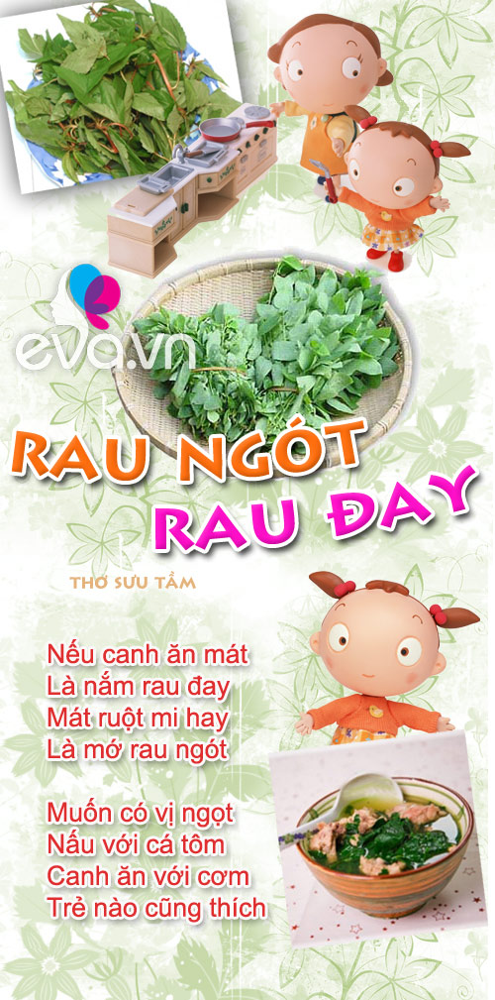 eva.vn
RAU NGÓT
RAU ĐAY
THƠ SƯU TẦM
Nếu canh ăn mát
Là nắm rau đay
Mát ruột mi hay
Là mớ rau ngót
Muốn có vị ngọt
Nấu với cá tôm
Canh ăn với cơm
Trẻ nào cũng thích